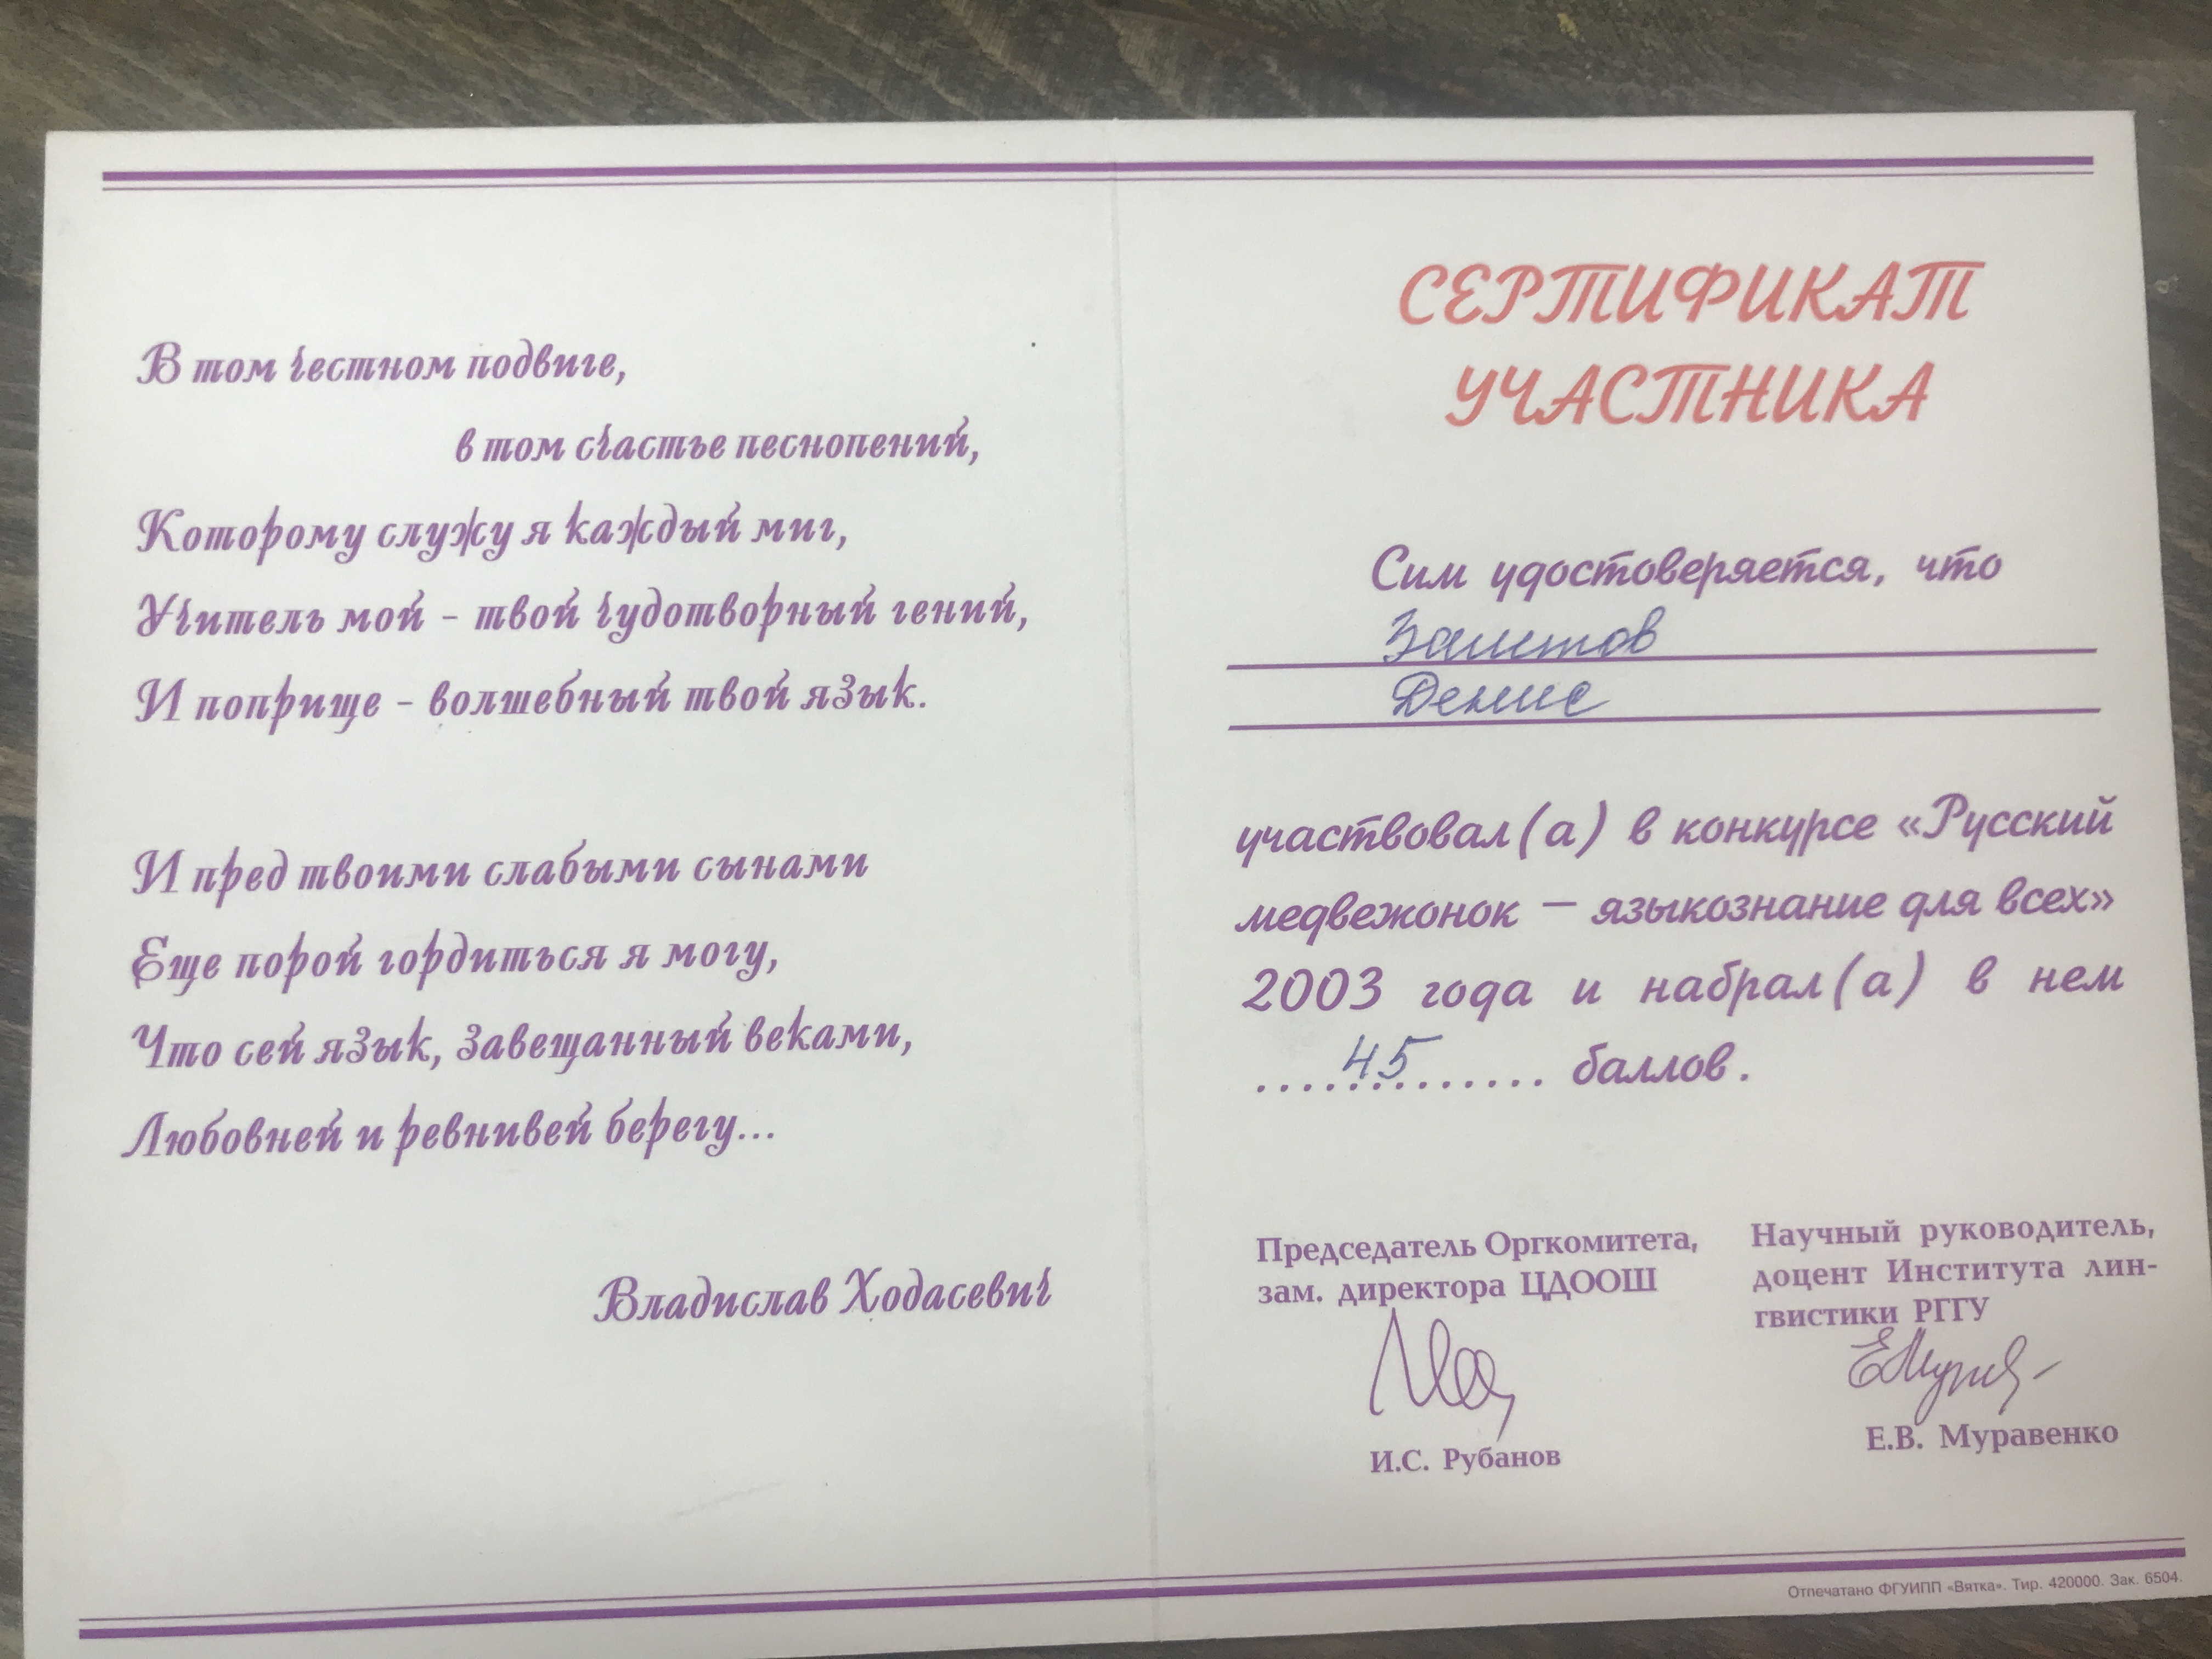 В том честном подвиге,
в том счастье песнопений,
Которому служу я каждый миг,
Учитель мой - твой чудотворный гений,
И поприще - волшебный твой язык.
И пред твоими слабыми сынами
Еще порой гордиться я могу,
Что сей язык, завещанный веками,
Любовней и ревнивей берегу...
Владислав Ходасевич
СЕРТИФИКАТ
УЧАСТНИКА
Сим удостоверяется, что
Заитов
Денис
участвовал(а) в конкурсе «Русский
медвежонок — языкознание для всех»
2003 года и набрал(а) в нем
45 баллов.
Председатель Оргкомитета,
зам. директора ЦДООШ
И.С. Рубанов
Научный руководитель,
доцент Института лин-
гвистики РГГУ
Е.В. Муравенко
Отпечатано ФГУИПП «Вятка». Тир. 420000. Зак. 6504.